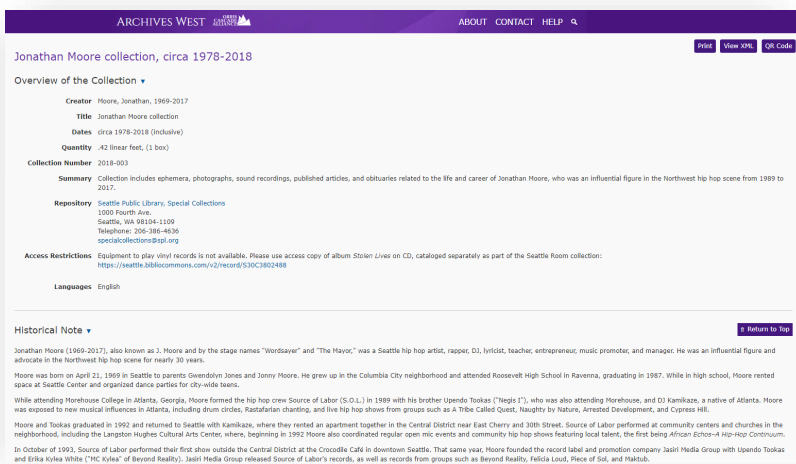 ARCHIVES WEST ORBIS CASCADE ALLIANCE ABOUT CONTACT HELP
Print View XML QR Code
Jonathan Moore collection, circa 1978-2018
Overview of the Collection ▾
Creator Moore, Jonathan, 1969-2017
Title Jonathan Moore collection
Dates circa 1978-2018 (inclusive)
Quantity .42 linear feet, (1 box)
Collection Number 2018-003
Summary Collection includes ephemera, photographs, sound recordings, published articles, and obituaries related to the life and career of Jonathan Moore, who was an influential figure in the Northwest hip hop scene from 1989 to
2017.
Repository Seattle Public Library, Special Collections
1000 Fourth Ave.
Seattle, WA 98104-1109
Telephone: 206-386-4636
specialcollections@spl.org
Access Restrictions Equipment to play vinyl records is not available. Please use access copy of album Stolen Lives on CD, cataloged separately as part of the Seattle Room collection:
https://seattle.bibliocommons.com/v2/record/S30C3802488
Languages English
Historical Note ▾
Return to Top
Jonathan Moore (1969-2017), also known as J. Moore and by the stage names "Wordsayer" and "The Mayor," was a Seattle hip hop artist, rapper, DJ, lyricist, teacher, entrepreneur, music promoter, and manager. He was an influential figure and
advocate in the Northwest hip hop scene for nearly 30 years.
Moore was born on April 21, 1969 in Seattle to parents Gwendolyn Jones and Jonny Moore. He grew up in the Columbia City neighborhood and attended Roosevelt High School in Ravenna, graduating in 1987. While in high school, Moore rented
space at Seattle Center and organized dance parties for city-wide teens.
While attending Morehouse College in Atlanta, Georgia, Moore formed the hip hop crew Source of Labor (S.O.L.) in 1989 with his brother Upendo Tookas ("Negis I"), who was also attending Morehouse, and DJ Kamikaze, a native of Atlanta. Moore
was exposed to new musical influences in Atlanta, including drum circles, Rastafarian chanting, and live hip hop shows from groups such as A Tribe Called Quest, Naughty by Nature, Arrested Development, and Cypress Hill.
Moore and Tookas graduated in 1992 and returned to Seattle with Kamikaze, where they rented an apartment together in the Central District near East Cherry and 30th Street. Source of Labor performed at community centers and churches in the
neighborhood, including the Langston Hughes Cultural Arts Center, where, beginning in 1992 Moore also coordinated regular open mic events and community hip hop shows featuring local talent, the first being African Echos-A Hip-Hop Continuum.
In October of 1993, Source of Labor performed their first show outside the Central District at the Crocodile Café in downtown Seattle. That same year, Moore founded the record label and promotion company Jasiri Media Group with Upendo Tookas
and Erika Kylea White ("MC Kylea" of Beyond Reality). Jasiri Media Group released Source of Labor's records, as well as records from groups such as Beyond Reality, Felicia Loud, Piece of Sol, and Maktub.